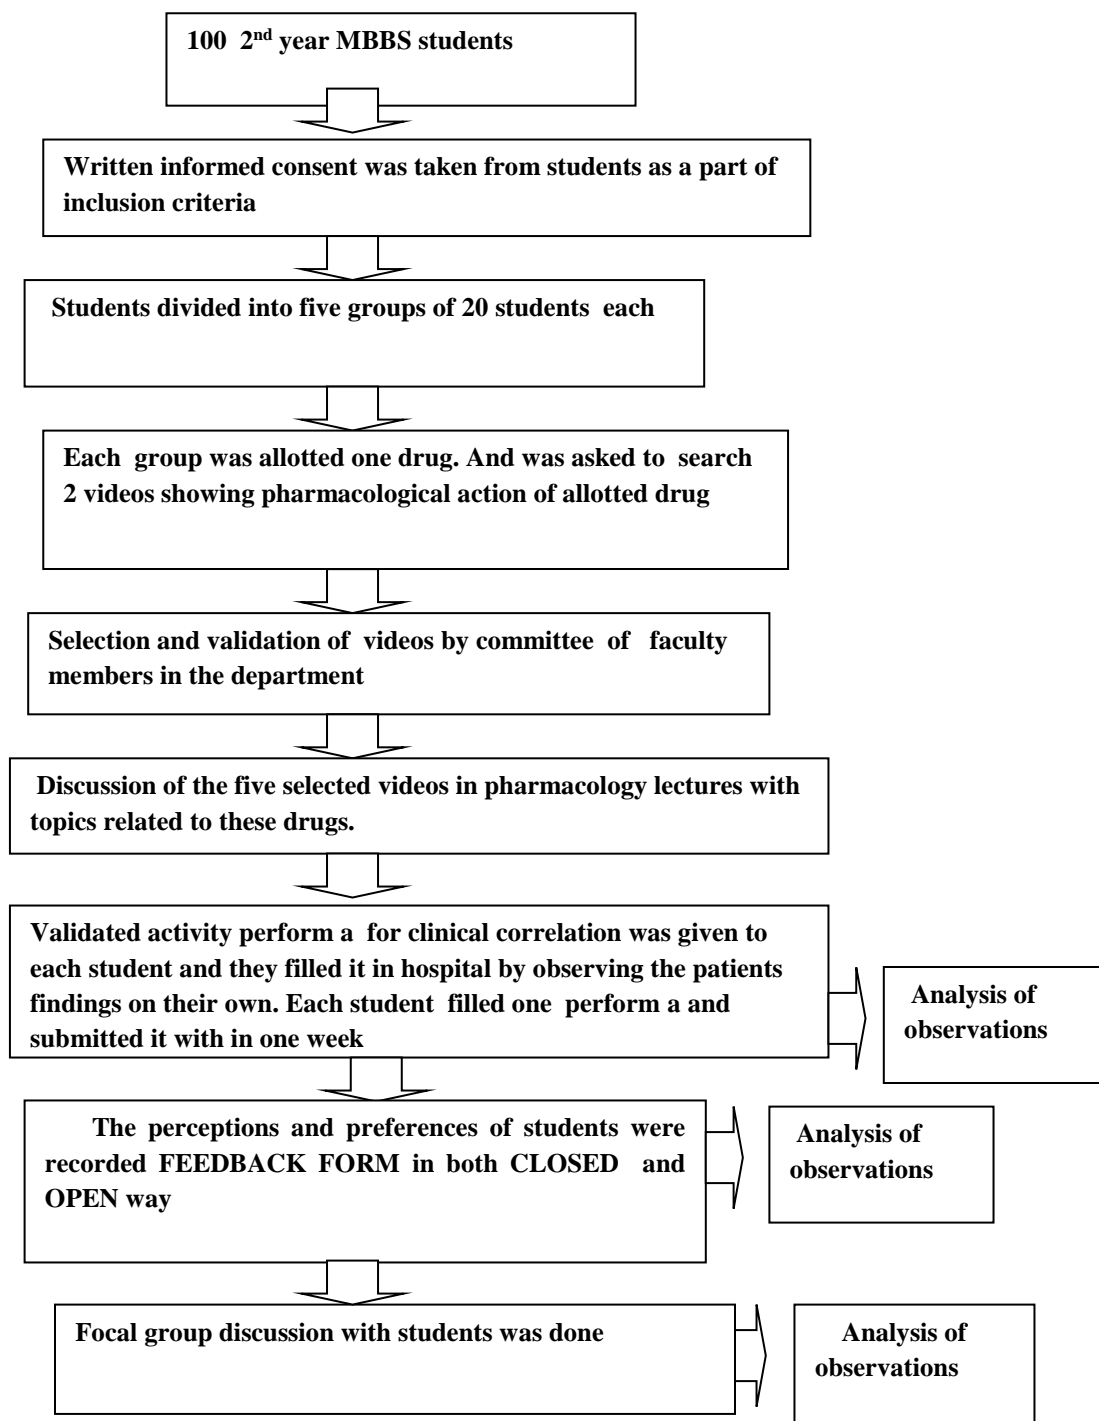 100 2nd year MBBS students
Written informed consent was taken from students as a part of
inclusion criteria
Students divided into five groups of 20 students each
Each group was allotted one drug. And was asked to search
2 videos showing pharmacological action of allotted drug
Selection and validation of videos by committee of faculty
members in the department
Discussion of the five selected videos in pharmacology lectures with
topics related to these drugs.
Validated activity perform a for clinical correlation was given to
each student and they filled it in hospital by observing the patients
findings on their own. Each student filled one perform a and
submitted it with in one week
Analysis of
observations
The perceptions and preferences of students were
recorded FEEDBACK FORM in both CLOSED and
OPEN way
Analysis of
observations
Focal group discussion with students was done
Analysis of
observations